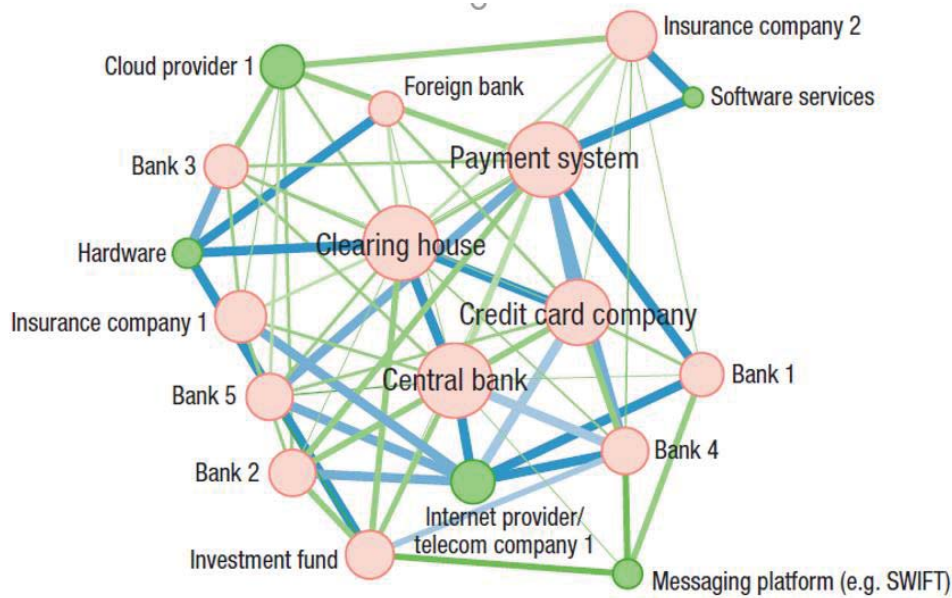 Insurance company 2
Cloud provider 1
Foreign bank
Software services
Payment system
Bank 3
Clearing house
Hardware
Insurance company 1
Credit card company
Central bank
Bank 1
Bank 5
Bank 4
Bank 2
Internet provider/
telecom company 1
Investment fund
Messaging platform (e.g. SWIFT)